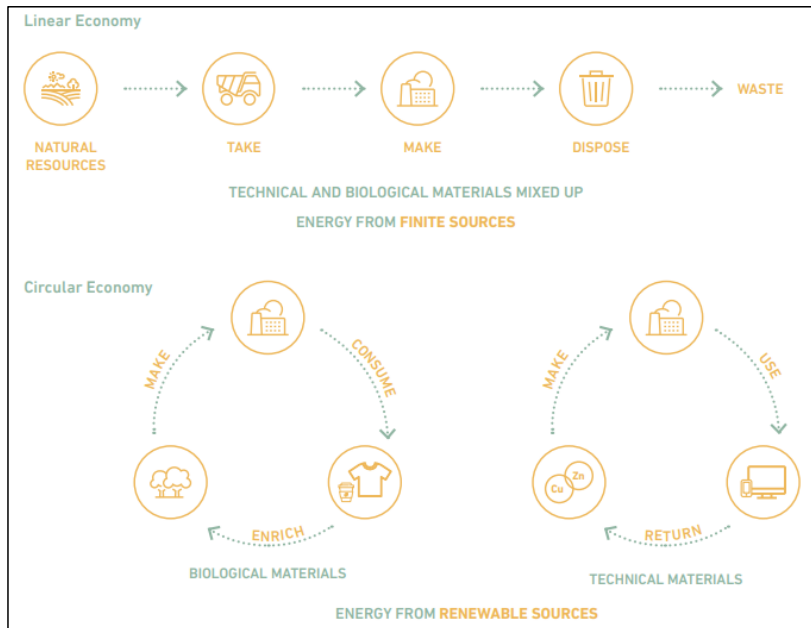 Linear Economy
NATURAL
RESOURCES
TAKE
MAKE
DISPOSE
WASTE
TECHNICAL AND BIOLOGICAL MATERIALS MIXED UP
ENERGY FROM FINITE SOURCES
Circular Economy
MAKE
CONSUME
ENRICH
BIOLOGICAL MATERIALS
MAKE
USE
Cu
Zn
RETURN
TECHNICAL MATERIALS
ENERGY FROM RENEWABLE SOURCES